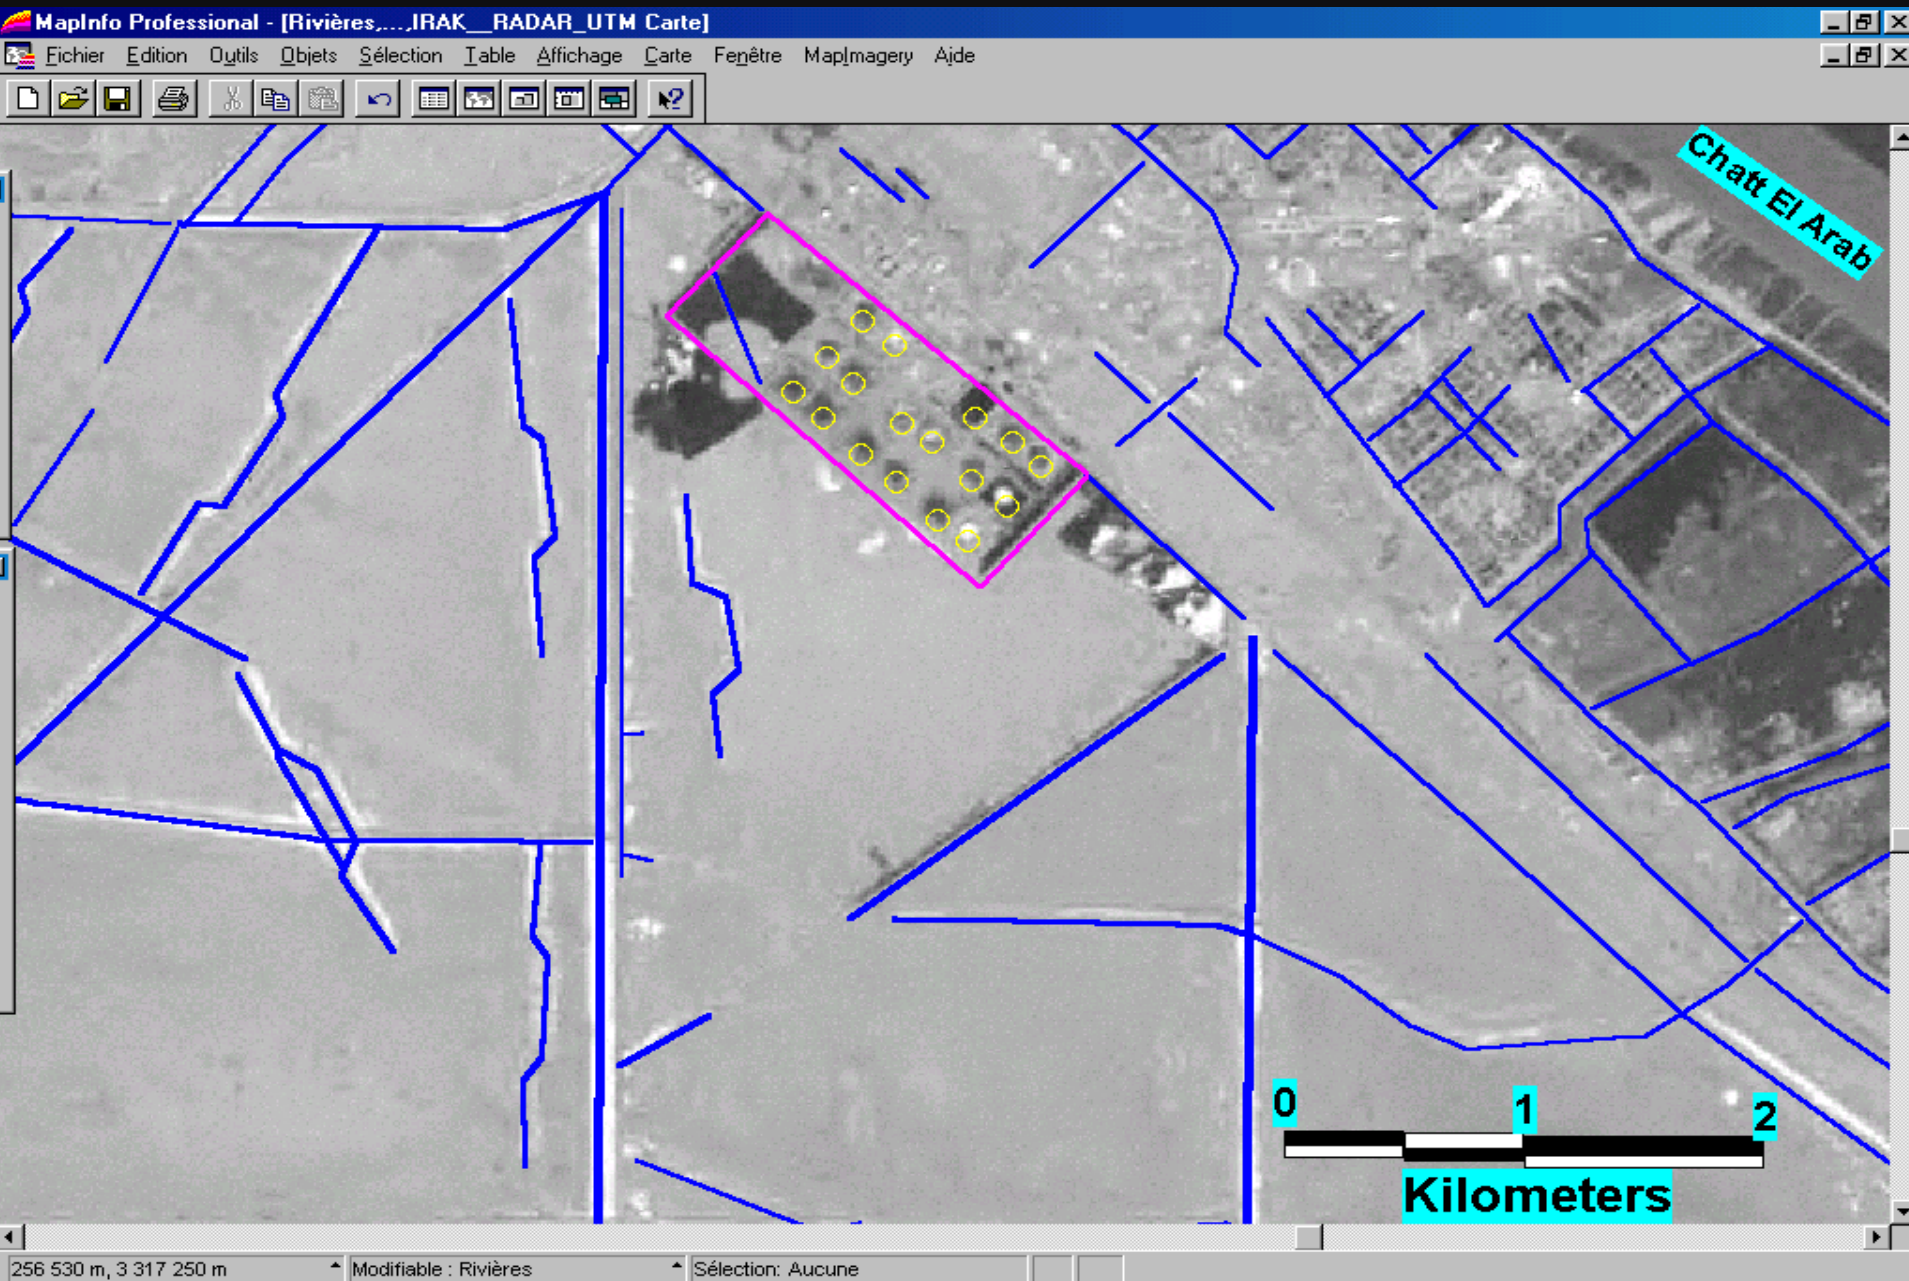 MapInfo Professional - [Rivières,...,IRAK__RADAR_UTM Carte]
Fichier Edition Outils Objets Sélection Table Affichage Carte Fenêtre MapImagery Aide
Chatt El Arab
0 1 2
Kilometers
256 530 m, 3 317 250 m Modifiable : Rivières Sélection: Aucune